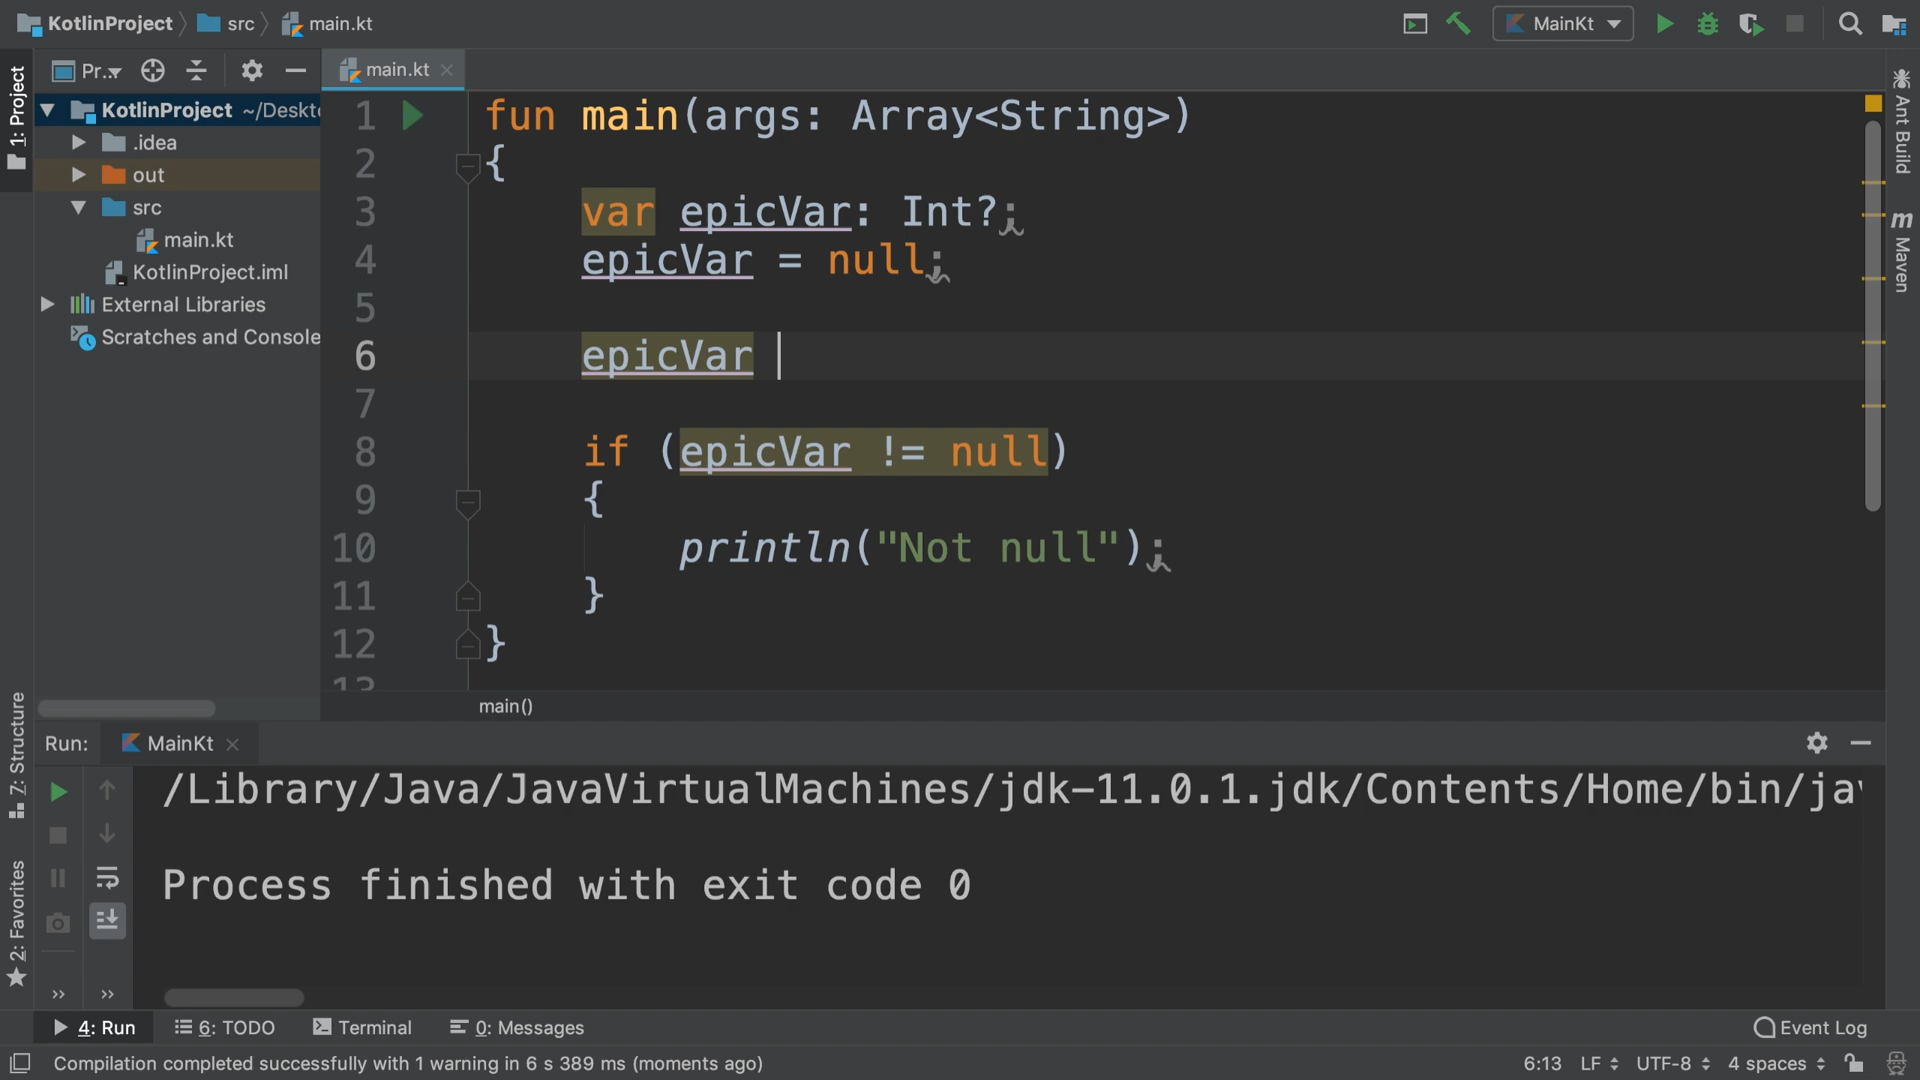 KotlinProject src main.kt MainKt
1: Project Pr... main.kt
KotlinProject ~/Deskt
.idea
out
src
main.kt
KotlinProject.iml
External Libraries
Scratches and Console
1 fun main(args: Array<String>)
2 {
3 var epicVar: Int?;
4 epicVar = null;
5
6 epicVar
7
8 if (epicVar != null)
9 {
10 println("Not null");
11 }
12 }
13
main()
Ant Build
m Maven
7: Structure
2: Favorites
Run: MainKt
/Library/Java/JavaVirtualMachines/jdk-11.0.1.jdk/Contents/Home/bin/jav
Process finished with exit code 0
4: Run 6: TODO Terminal 0: Messages Event Log
Compilation completed successfully with 1 warning in 6 s 389 ms (moments ago) 6:13 LF UTF-8 4 spaces